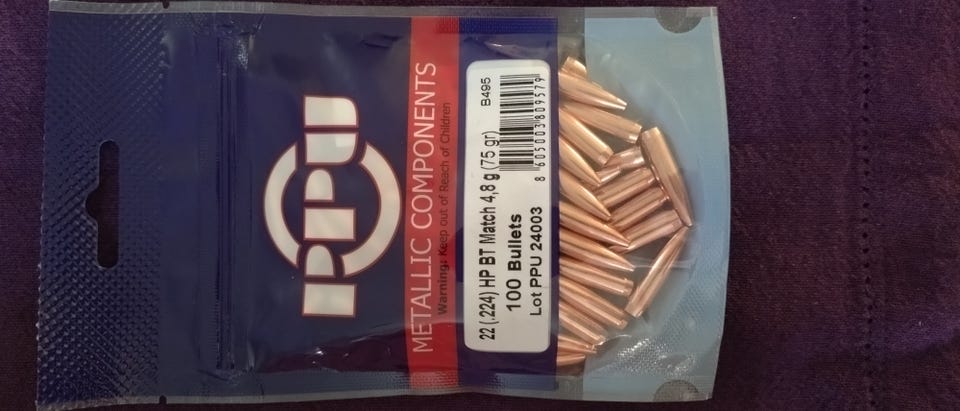 PPU
METALLIC COMPONENTS
Warning: Keep out of Reach of Children
22 (.224) HP BT Match 4,8 g (75 gr)
B495
100 Bullets
Lot PPU 24003
8 605003 809579